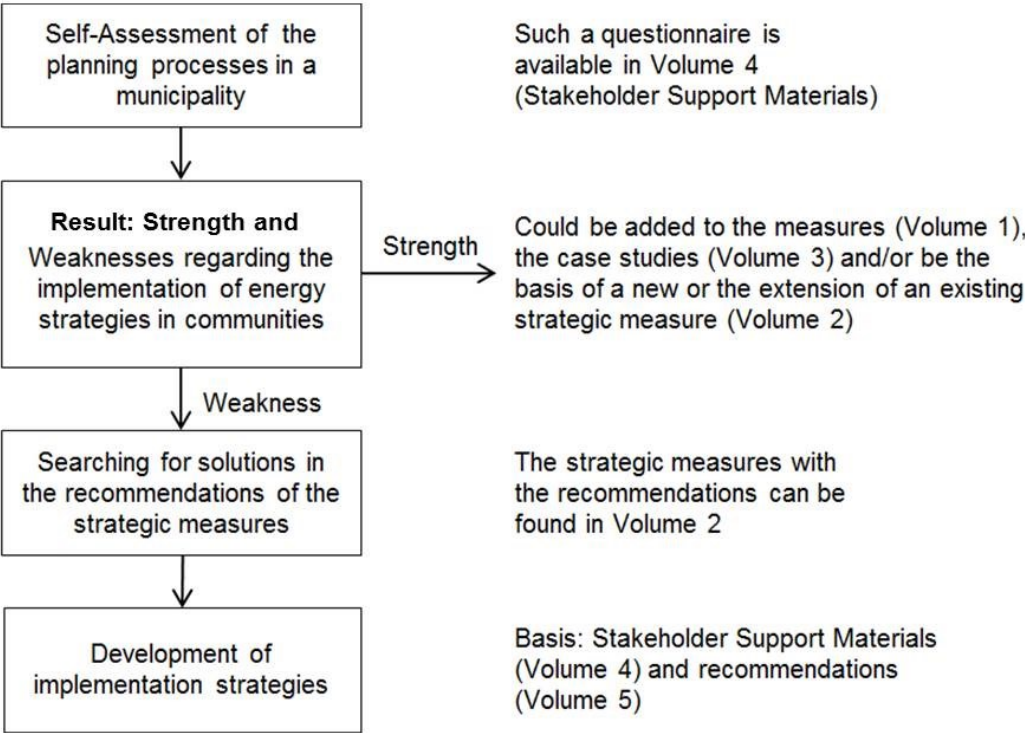 Self-Assessment of the
planning processes in a
municipality
Such a questionnaire is
available in Volume 4
(Stakeholder Support Materials)
Result: Strength and
Weaknesses regarding the
implementation of energy
strategies in communities
Strength
Could be added to the measures (Volume 1),
the case studies (Volume 3) and/or be the
basis of a new or the extension of an existing
strategic measure (Volume 2)
Weakness
Searching for solutions in
the recommendations of the
strategic measures
The strategic measures with
the recommendations can be
found in Volume 2
Development of
implementation strategies
Basis: Stakeholder Support Materials
(Volume 4) and recommendations
(Volume 5)